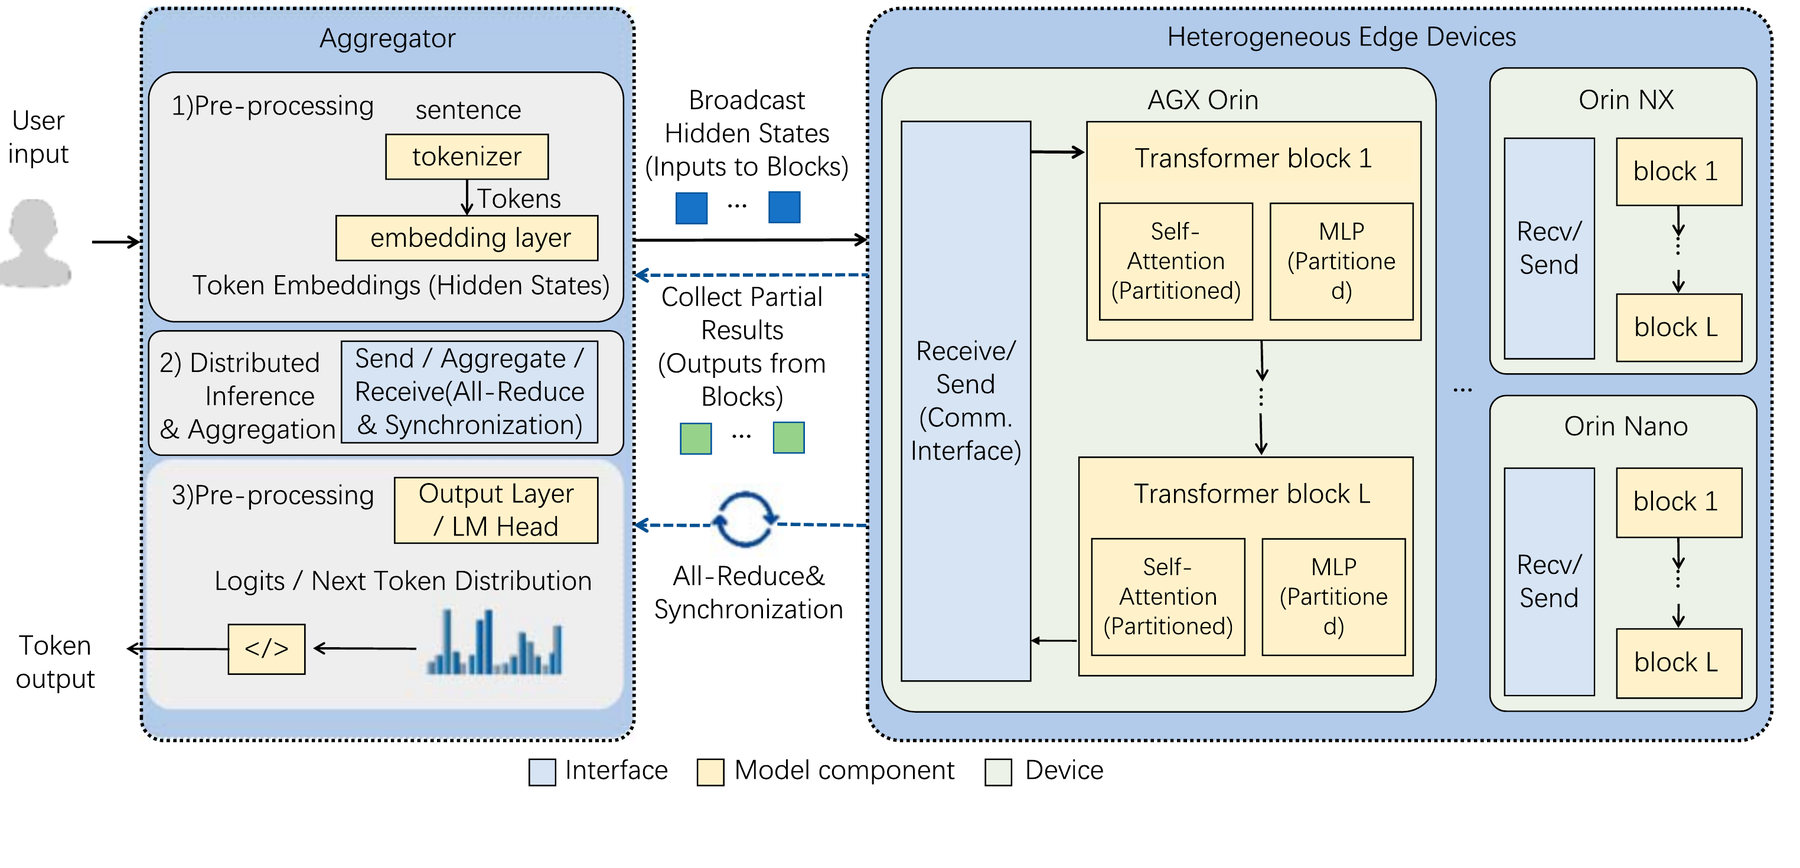 User
input
Token
output
Aggregator
1)Pre-processing
sentence
tokenizer
Tokens
embedding layer
Token Embeddings (Hidden States)
2) Distributed
Inference
& Aggregation
Send / Aggregate /
Receive(All-Reduce
& Synchronization)
3)Pre-processing
Output Layer
/ LM Head
Logits / Next Token Distribution
</>
Broadcast
Hidden States
(Inputs to Blocks)
...
Collect Partial
Results
(Outputs from
Blocks)
...
All-Reduce&
Synchronization
Heterogeneous Edge Devices
AGX Orin
Receive/
Send
(Comm.
Interface)
Transformer block 1
Self-
Attention
(Partitioned)
MLP
(Partitione
d)
Transformer block L
Self-
Attention
(Partitioned)
MLP
(Partitione
d)
...
Orin NX
Recv/
Send
block 1
block L
Orin Nano
Recv/
Send
block 1
block L
Interface
Model component
Device